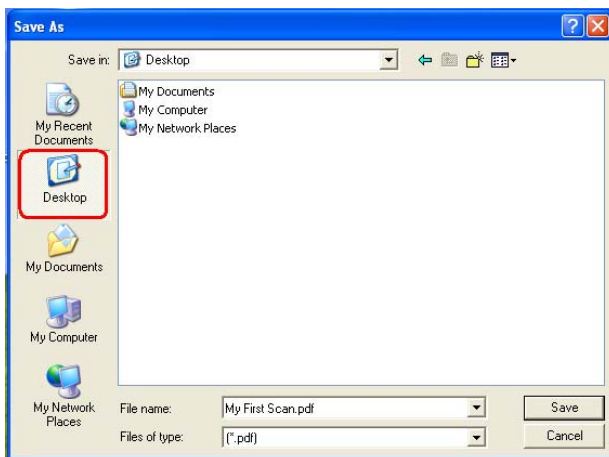 Save As
Save in: Desktop
My Documents
My Computer
My Network Places
My Recent
Documents
Desktop
My Documents
My Computer
My Network
Places
File name: My First Scan.pdf Save
Files of type: (*.pdf) Cancel